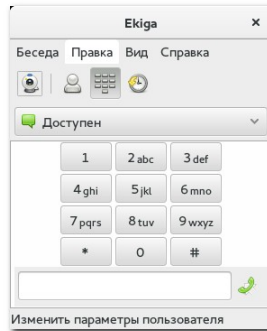 Ekiga ×
Беседа Правка Вид Справка
Доступен
1 2 abc 3 def
4 ghi 5 jkl 6 mno
7 pqrs 8 tuv 9 wxyz
* 0 #
Изменить параметры пользователя